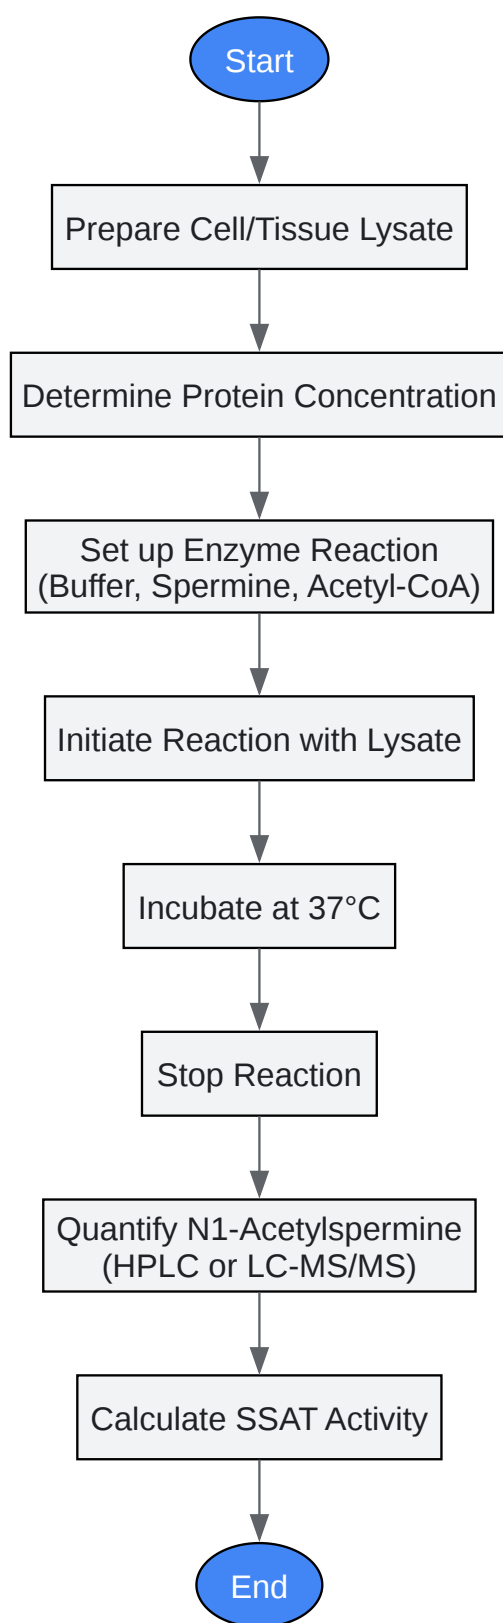 Start
Prepare Cell/Tissue Lysate
Determine Protein Concentration
Set up Enzyme Reaction
(Buffer, Spermine, Acetyl-CoA)
Initiate Reaction with Lysate
Incubate at 37°C
Stop Reaction
Quantify N1-Acetylspermine
(HPLC or LC-MS/MS)
Calculate SSAT Activity
End